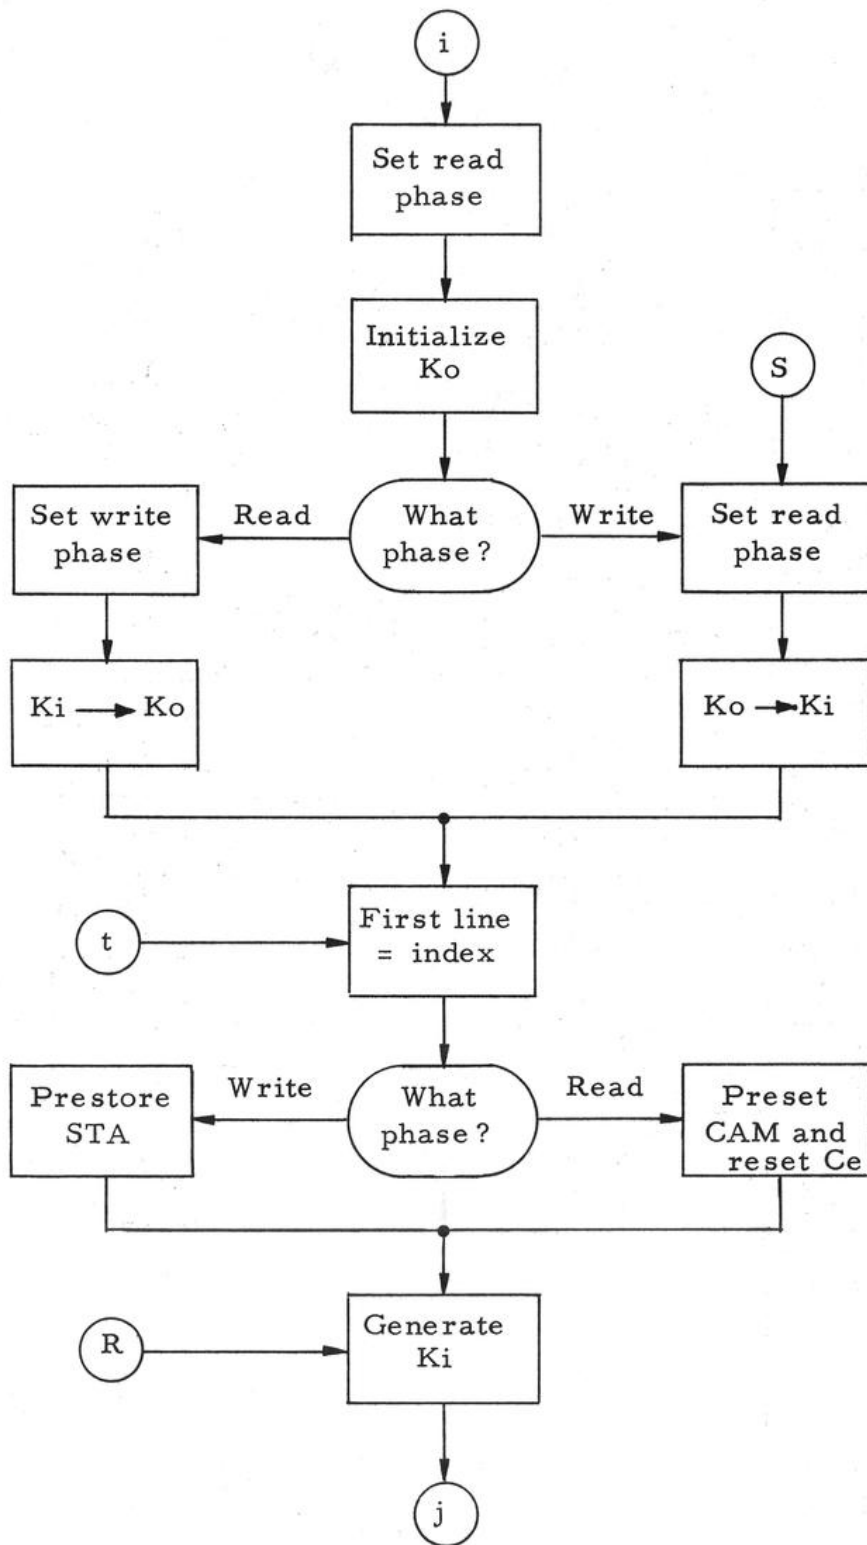 i
Set read
phase
Initialize
Ko
S
Set write
phase
Read
What
phase?
Write
Set read
phase
Ki → Ko
Ko → Ki
t
First line
= index
Prestore
STA
Write
What
phase?
Read
Preset
CAM and
reset Ce
R
Generate
Ki
j